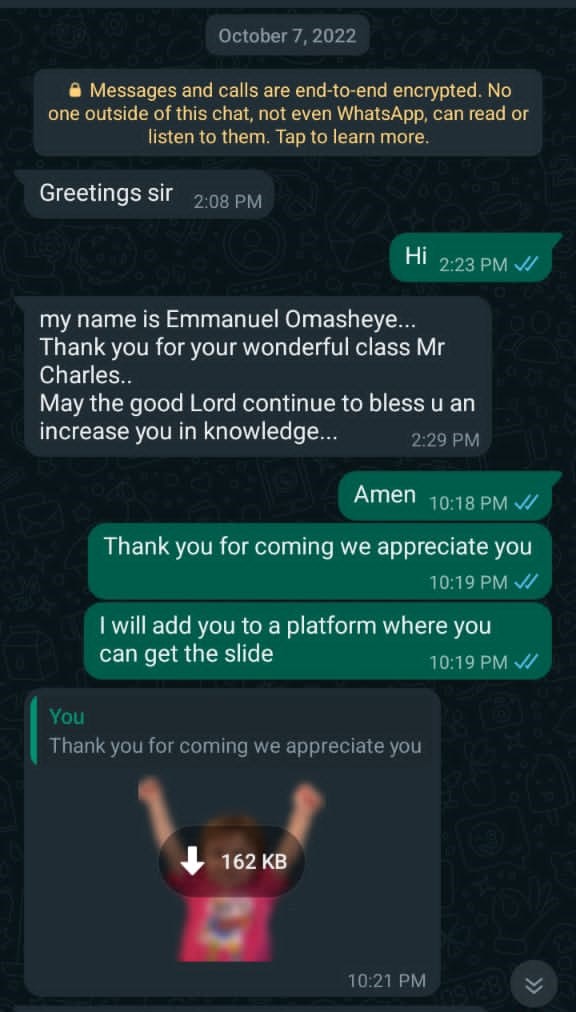 October 7, 2022
Messages and calls are end-to-end encrypted. No
one outside of this chat, not even WhatsApp, can read or
listen to them. Tap to learn more.
Greetings sir 2:08 PM
Hi 2:23 PM
my name is Emmanuel Omasheye...
Thank you for your wonderful class Mr
Charles..
May the good Lord continue to bless u an
increase you in knowledge...
2:29 PM
Amen 10:18 PM
Thank you for coming we appreciate you
10:19 PM
I will add you to a platform where you
can get the slide
10:19 PM
You
Thank you for coming we appreciate you
162 KB
10:21 PM